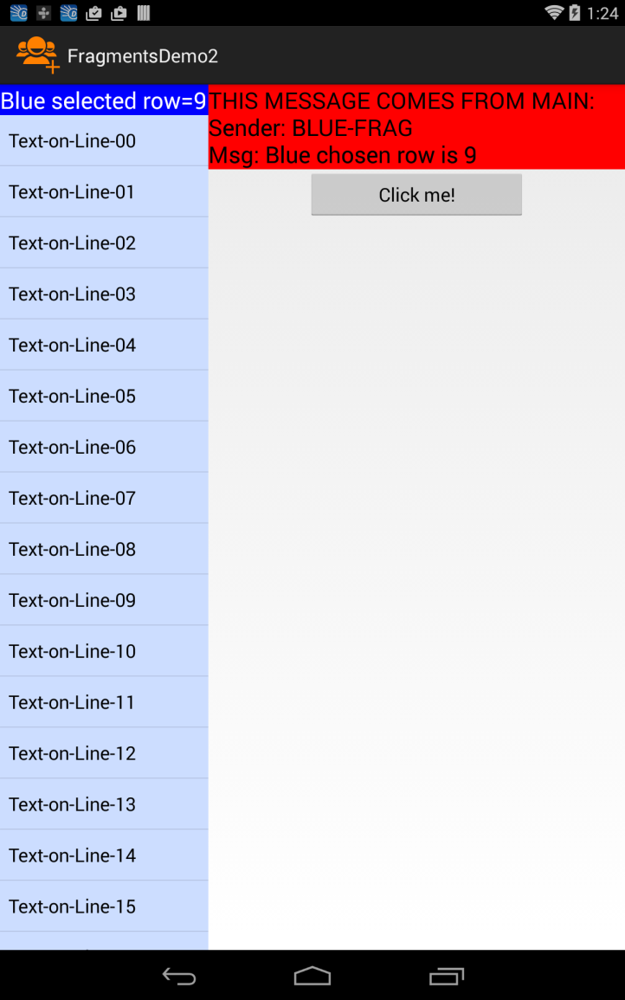 1:24
FragmentsDemo2
Blue selected row=9
Text-on-Line-00
Text-on-Line-01
Text-on-Line-02
Text-on-Line-03
Text-on-Line-04
Text-on-Line-05
Text-on-Line-06
Text-on-Line-07
Text-on-Line-08
Text-on-Line-09
Text-on-Line-10
Text-on-Line-11
Text-on-Line-12
Text-on-Line-13
Text-on-Line-14
Text-on-Line-15
THIS MESSAGE COMES FROM MAIN:
Sender: BLUE-FRAG
Msg: Blue chosen row is 9
Click me!